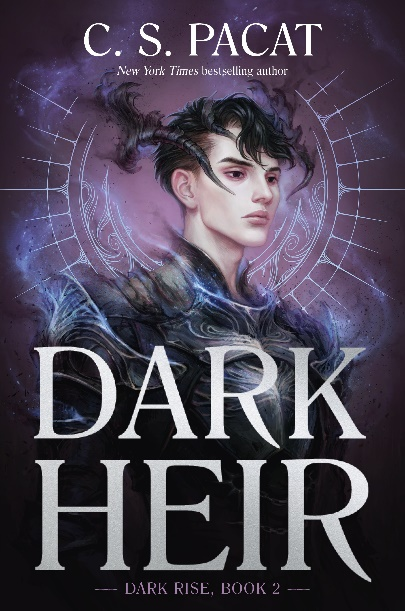 C. S. PACAT
New York Times bestselling author
DARK
HEIR
DARK RISE, BOOK 2